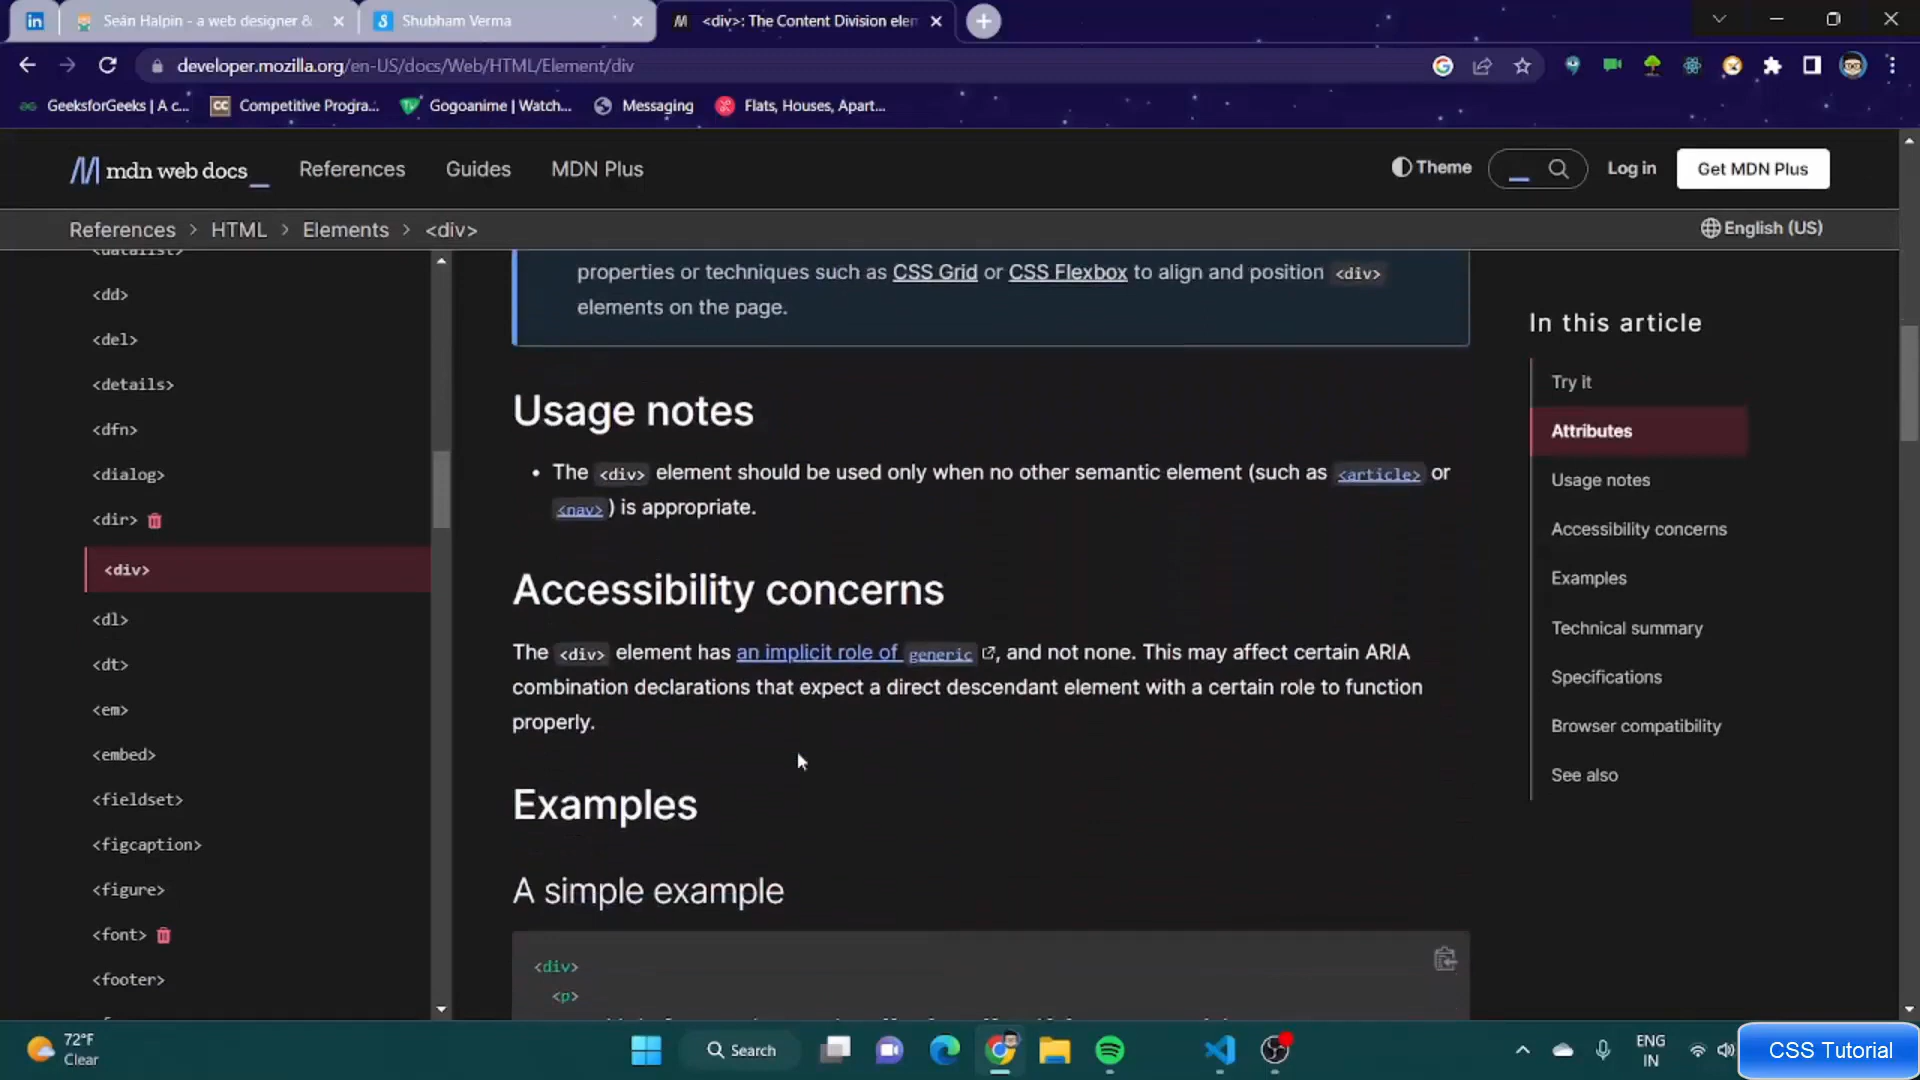 Seán Halpin - a web designer &
Shubham Verma
<div>: The Content Division elem
developer.mozilla.org/en-US/docs/Web/HTML/Element/div
GeeksforGeeks | A c...
CC
Competitive Progra...
Gogoanime | Watch...
Messaging
Flats, Houses, Apart...
mdn web docs_
References
Guides
MDN Plus
Theme
Log in
Get MDN Plus
References > HTML > Elements > <div>
English (US)
<datalist>
<dd>
<del>
<details>
<dfn>
<dialog>
<dir>
<div>
<dl>
<dt>
<em>
<embed>
<fieldset>
<figcaption>
<figure>
<font>
<footer>
properties or techniques such as CSS Grid or CSS Flexbox to align and position <div>
elements on the page.
Usage notes
• The <div> element should be used only when no other semantic element (such as <article> or
<nav> ) is appropriate.
Accessibility concerns
The <div> element has an implicit role of generic , and not none. This may affect certain ARIA
combination declarations that expect a direct descendant element with a certain role to function
properly.
Examples
A simple example
<div>
<p>
In this article
Try it
Attributes
Usage notes
Accessibility concerns
Examples
Technical summary
Specifications
Browser compatibility
See also
72°F
Clear
Search
ENG
IN
CSS Tutorial